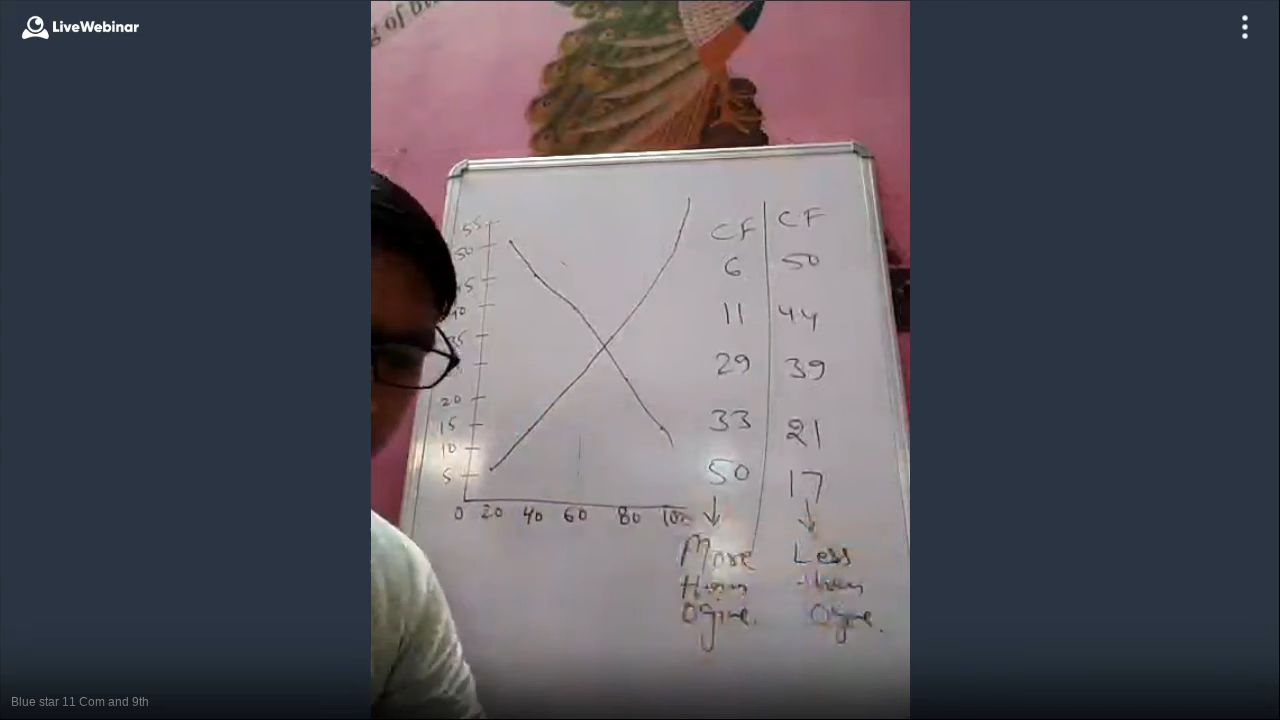 LiveWebinar
g of
CF CF
55
50
6 50
45
40
11 44
35
29 39
20
15
33 21
10
5
50 17
0 20 40 60 80 100
More Less
than than
Ogive. Ogive.
Blue star 11 Com and 9th